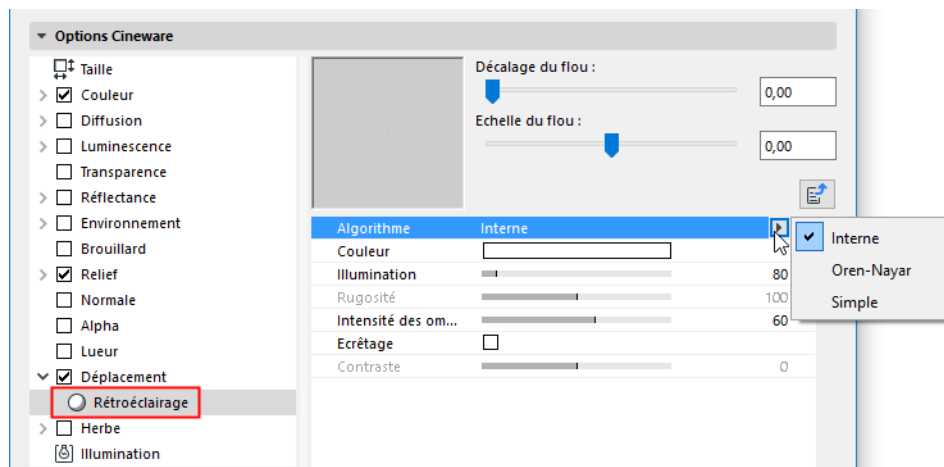 Options Cineware
Taille
Couleur
Diffusion
Luminescence
Transparence
Réflectance
Environnement
Brouillard
Relief
Normale
Alpha
Lueur
Déplacement
Rétroéclairage
Herbe
Illumination
Décalage du flou :
0,00
Echelle du flou :
0,00
Algorithme Interne
Couleur
Illumination 80
Rugosité 100
Intensité des om... 60
Ecrêtage
Contraste 0
Interne
Oren-Nayar
Simple